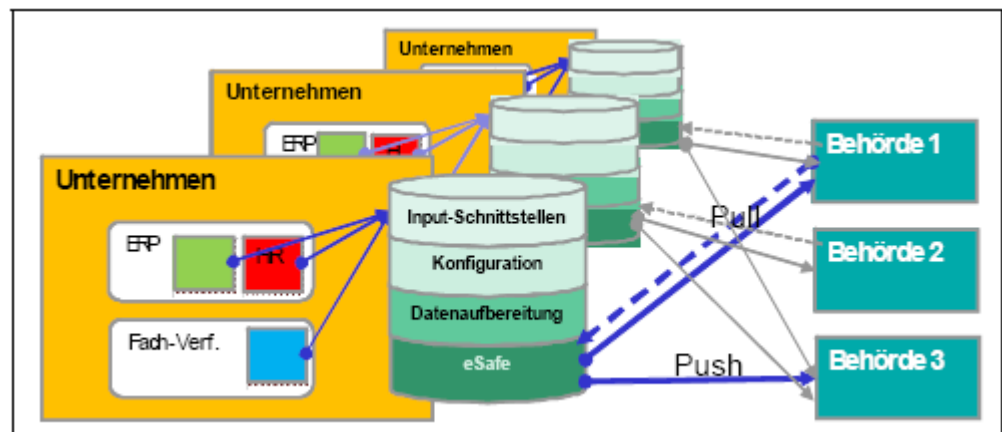 Unternehmen
Unternehmen
ERP
Unternehmen
ERP
HR
Fach-Verf.
Input-Schnittstellen
Konfiguration
Datenaufbereitung
eSafe
Pull
Push
Behörde 1
Behörde 2
Behörde 3